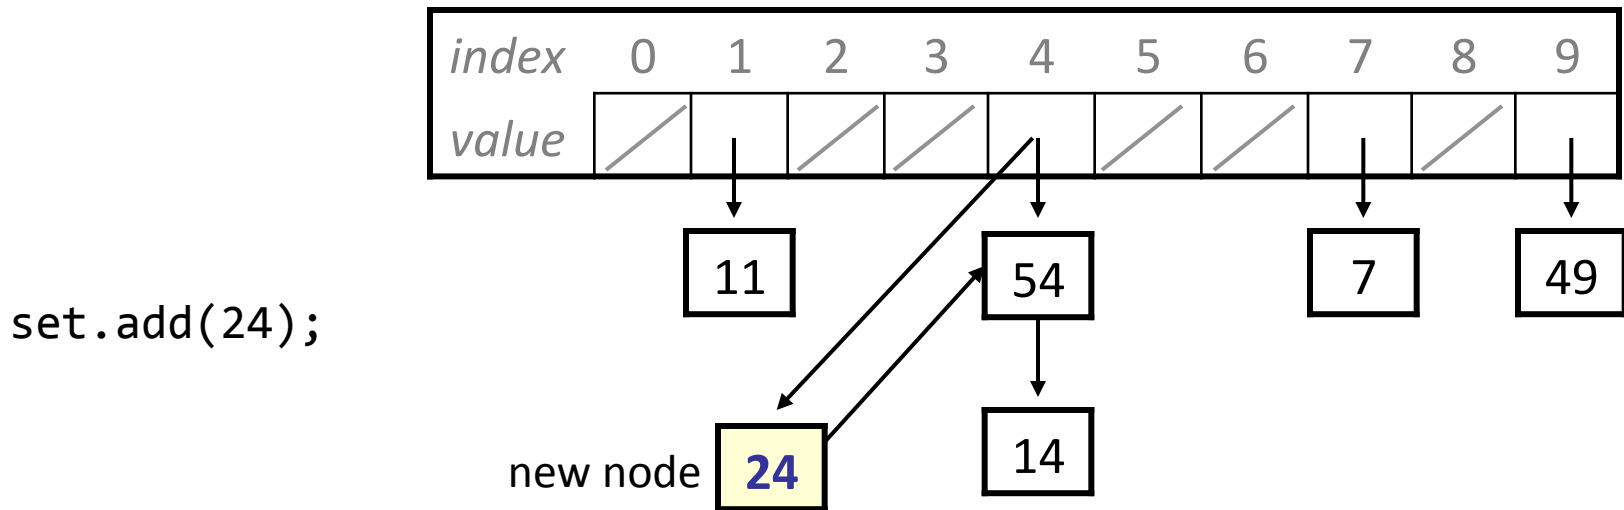 index 0 1 2 3 4 5 6 7 8 9
value
11 54 7 49
set.add(24);
14
new node 24